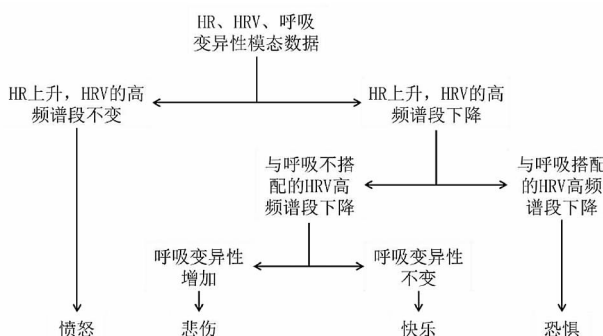 HR、HRV、呼吸
变异性模态数据
HR上升，HRV的高
频谱段不变
HR上升，HRV的高
频谱段下降
与呼吸不搭
配的HRV高
频谱段下降
与呼吸搭配
的HRV高频
谱段下降
呼吸变异性
增加
呼吸变异性
不变
愤怒
悲伤
快乐
恐惧